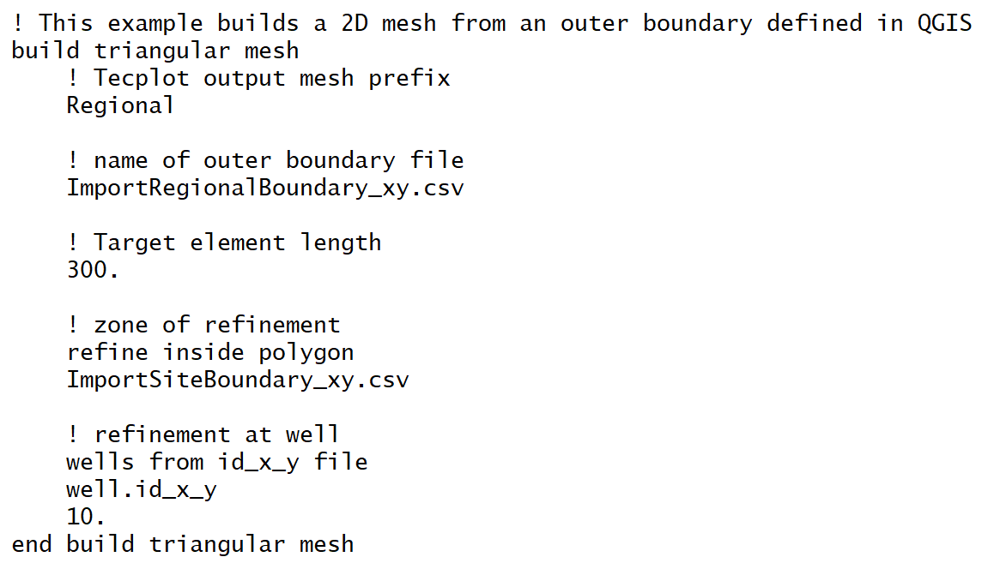 ! This example builds a 2D mesh from an outer boundary defined in QGIS
build triangular mesh
! Tecplot output mesh prefix
Regional
! name of outer boundary file
ImportRegionalBoundary_xy.csv
! Target element length
300.
! zone of refinement
refine inside polygon
ImportSiteBoundary_xy.csv
! refinement at well
wells from id_x_y file
well.id_x_y
10.
end build triangular mesh